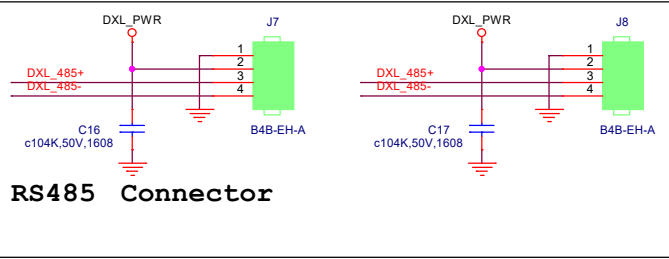 DXL_PWR
J7
1
2
DXL_485+
3
DXL_485-
4
C16
B4B-EH-A
c104K,50V,1608
DXL_PWR
J8
1
2
DXL_485+
3
DXL_485-
4
C17
B4B-EH-A
c104K,50V,1608
RS485 Connector